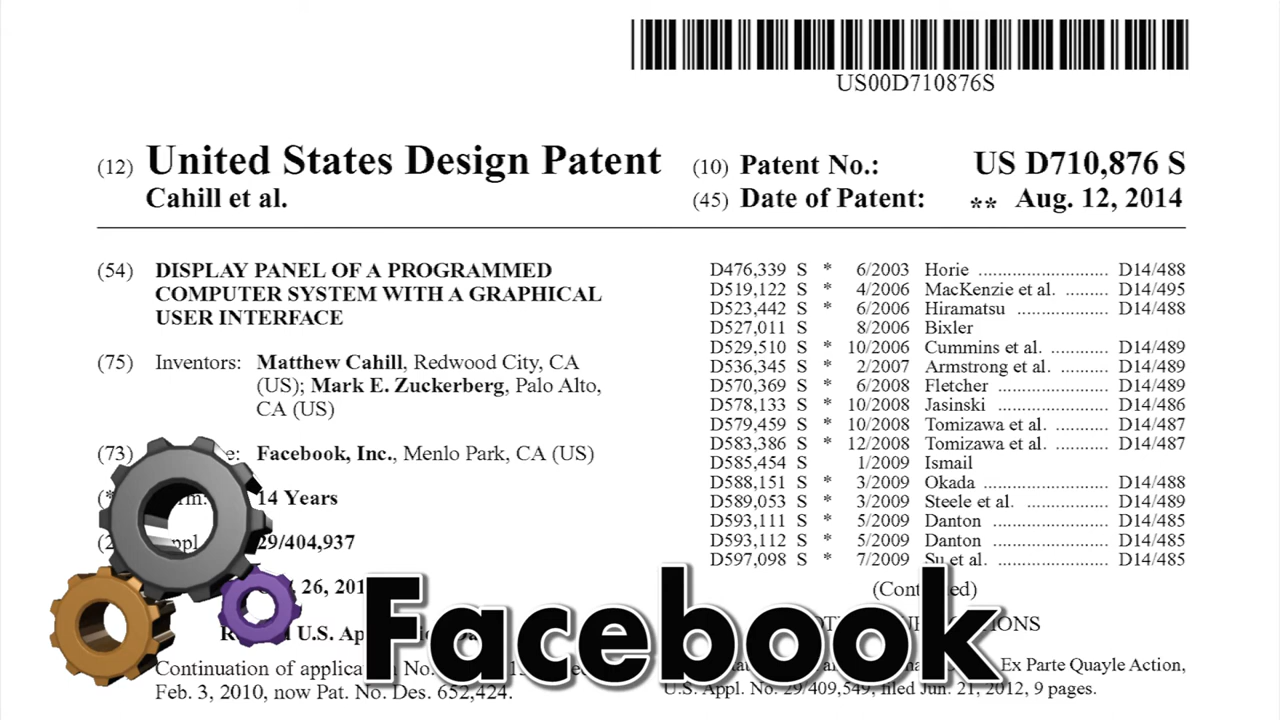 US00D710876S
(12) United States Design Patent
Cahill et al.
(10) Patent No.: US D710,876 S
(45) Date of Patent: ** Aug. 12, 2014
(54) DISPLAY PANEL OF A PROGRAMMED
COMPUTER SYSTEM WITH A GRAPHICAL
USER INTERFACE
(75) Inventors: Matthew Cahill, Redwood City, CA
(US); Mark E. Zuckerberg, Palo Alto,
CA (US)
(73) Facebook, Inc., Menlo Park, CA (US)
14 Years
29/404,937
26, 201
U.S.
Continuation of No.
Feb. 3, 2010, now Pat. No. Des. 652,424.
D476,339 S * 6/2003 Horie ........................ D14/488
D519,122 S * 4/2006 MacKenzie et al. ......... D14/495
D523,442 S * 6/2006 Hiramatsu ................. D14/488
D527,011 S 8/2006 Bixler
D529,510 S * 10/2006 Cummins et al. ........... D14/489
D536,345 S * 2/2007 Armstrong et al. ......... D14/489
D570,369 S * 6/2008 Fletcher ..................... D14/489
D578,133 S * 10/2008 Jasinski ..................... D14/486
D579,459 S * 10/2008 Tomizawa et al. .......... D14/487
D583,386 S * 12/2008 Tomizawa et al. .......... D14/487
D585,454 S 1/2009 Ismail
D588,151 S * 3/2009 Okada ........................ D14/488
D589,053 S * 3/2009 Steele et al. ................ D14/489
D593,111 S * 5/2009 Danton ...................... D14/485
D593,112 S * 5/2009 Danton ...................... D14/485
D597,098 S * 7/2009 Su et al. ..................... D14/485
Ex Parte Quayle Action,
U.S. Appl. No. 29/409,549, filed Jun. 21, 2012, 9 pages.
Facebook